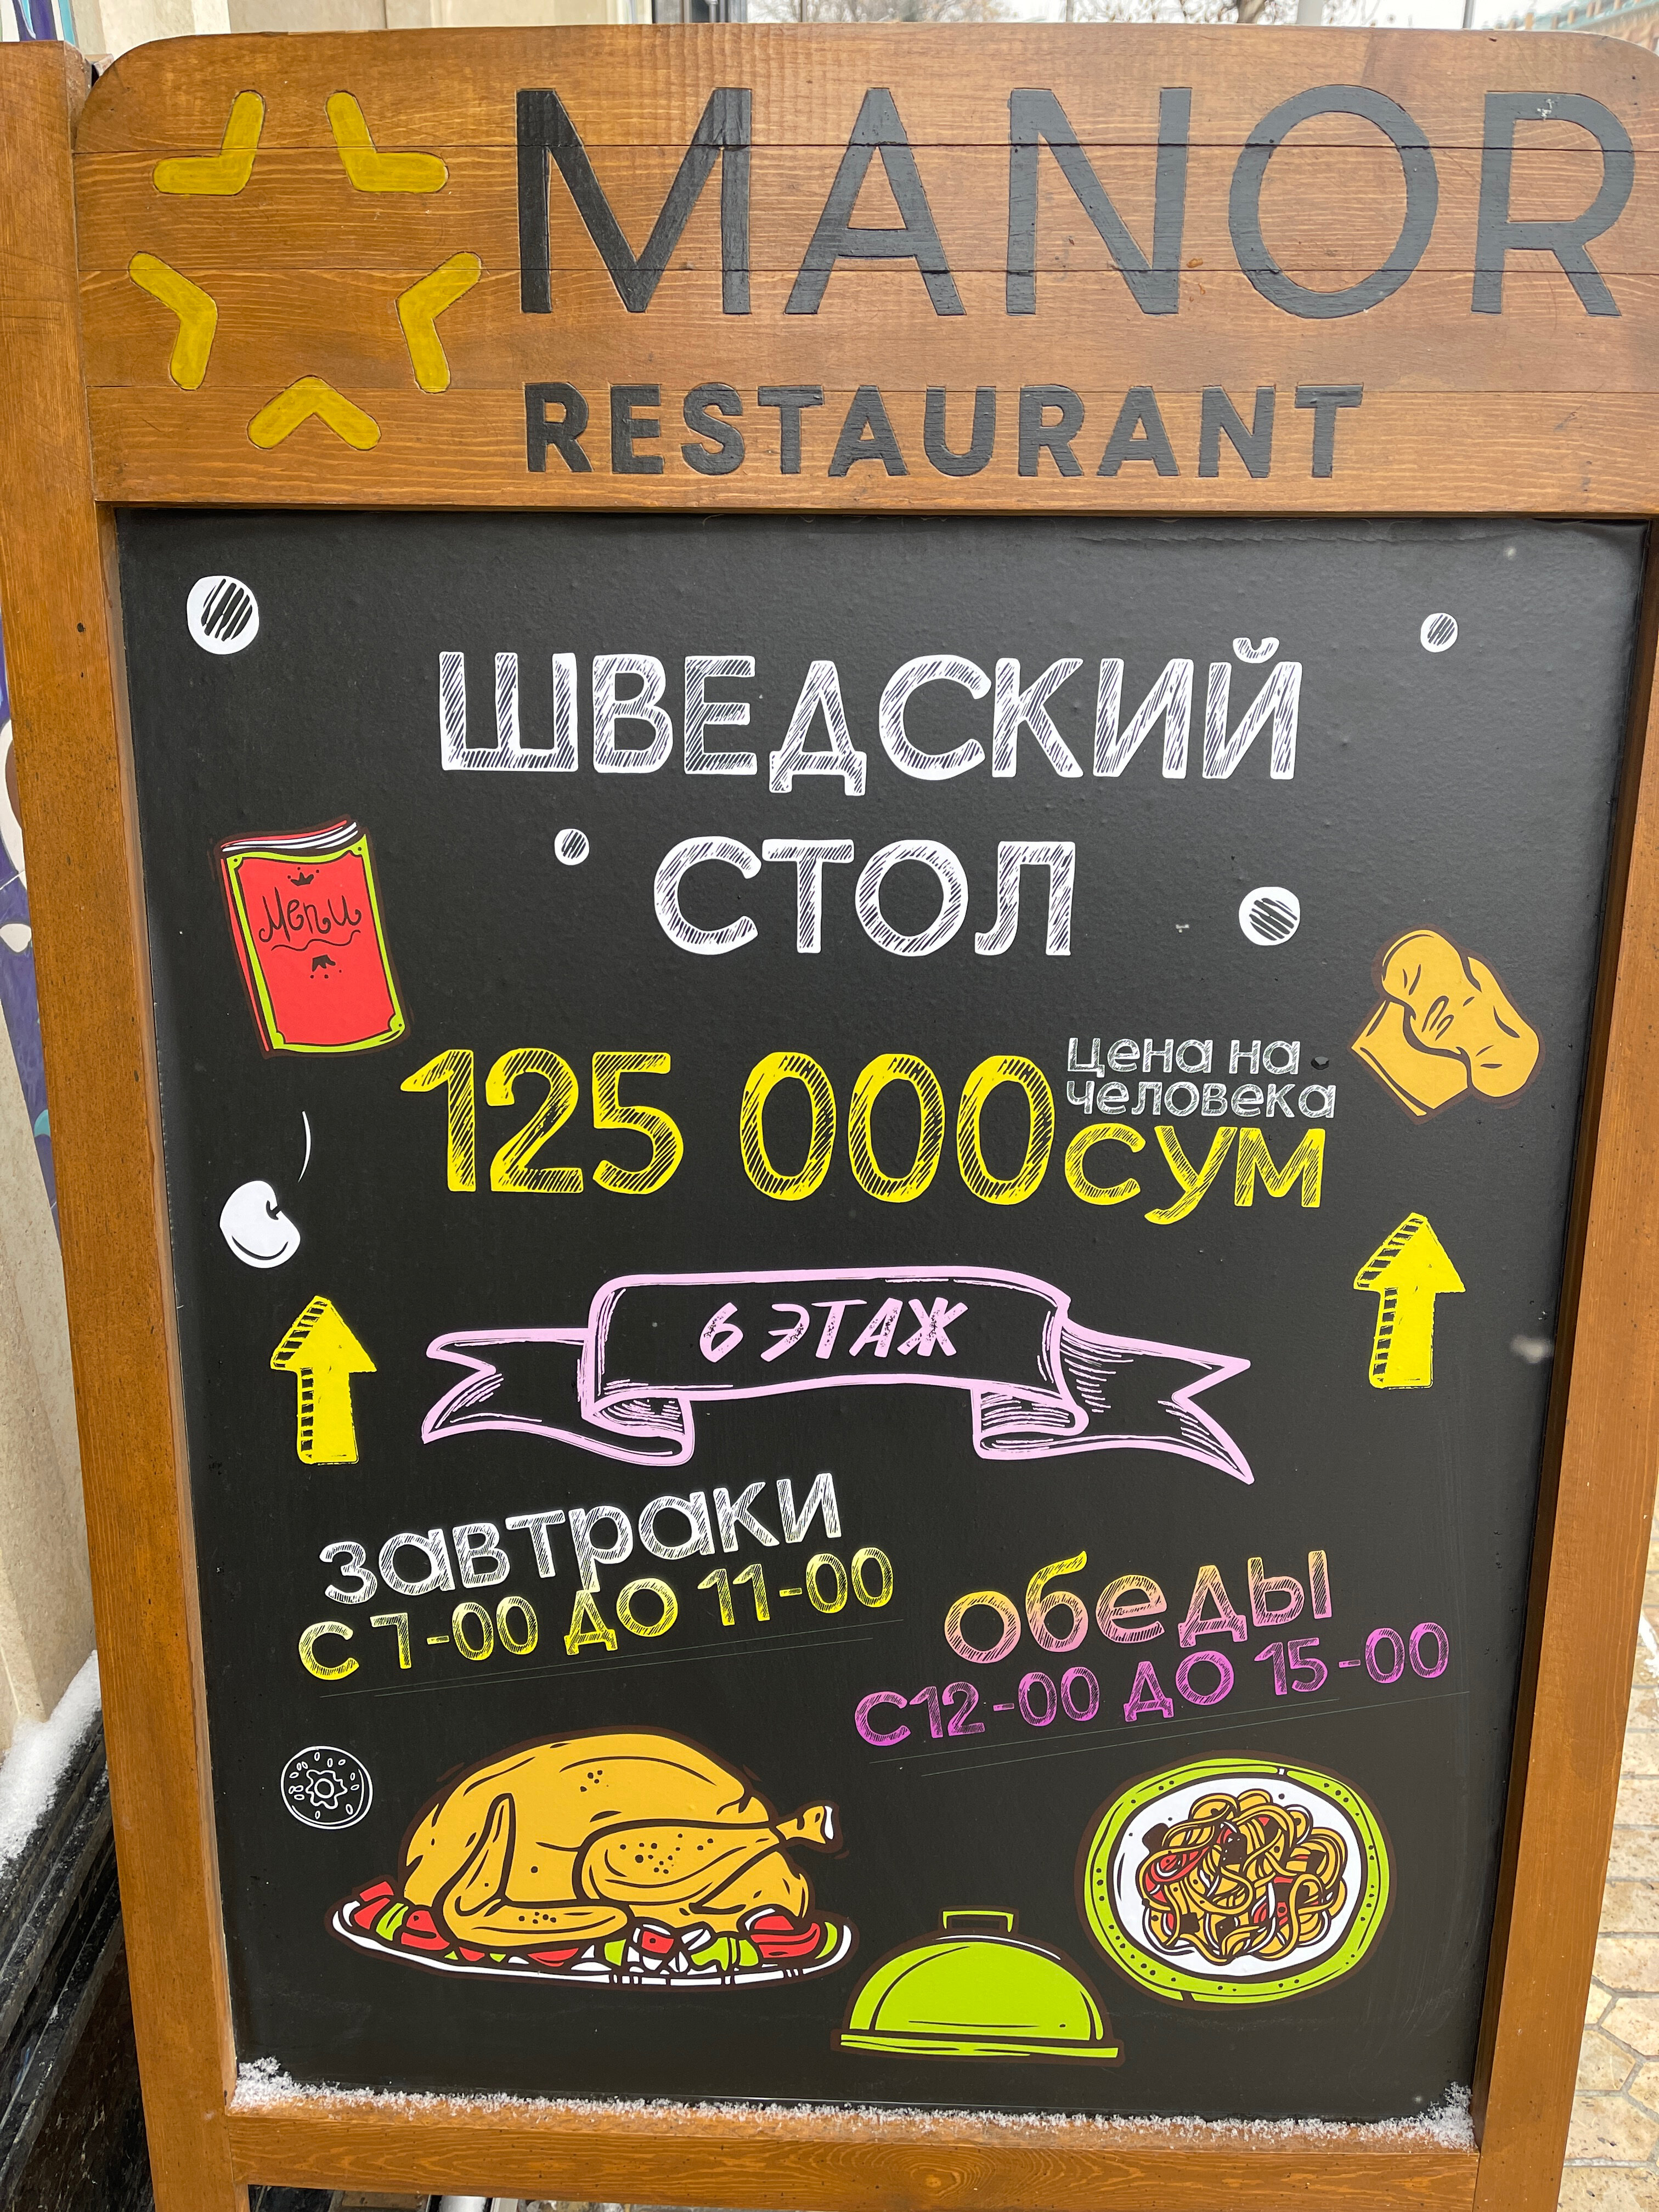 MANOR
RESTAURANT
ШВЕДСКИЙ
СТОЛ
Menu
125 000
цена на
человека
сум
6 ЭТАЖ
завтраки
С 7-00 ДО 11-00
обеды
С12-00 ДО 15-00